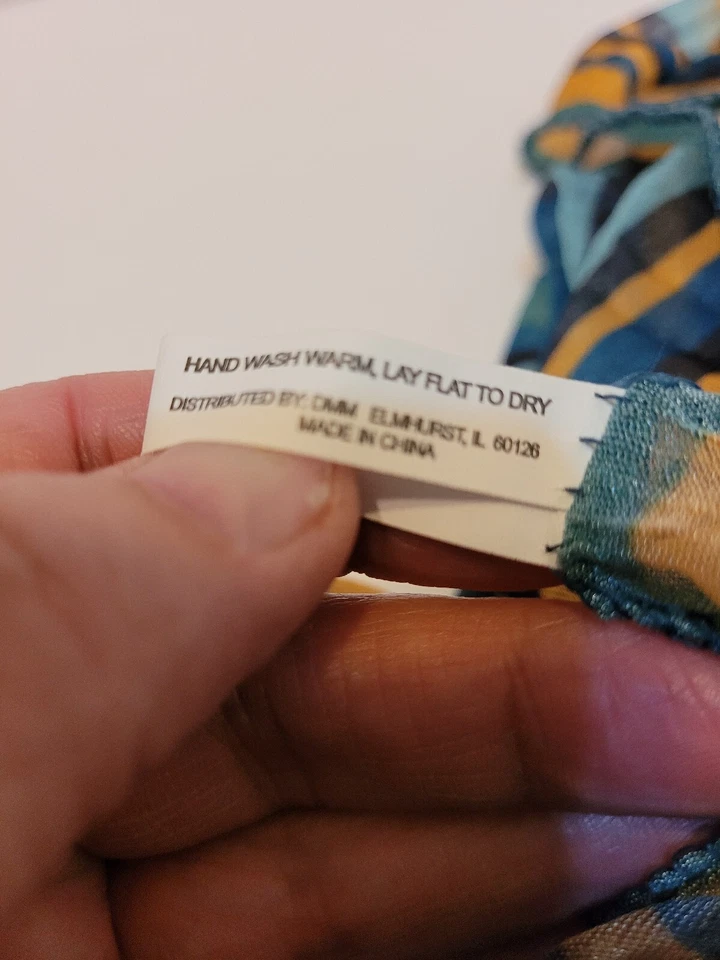 HAND WASH WARM, LAY FLAT TO DRY
DISTRIBUTED BY: DMM ELMHURST, IL 60126
MADE IN CHINA